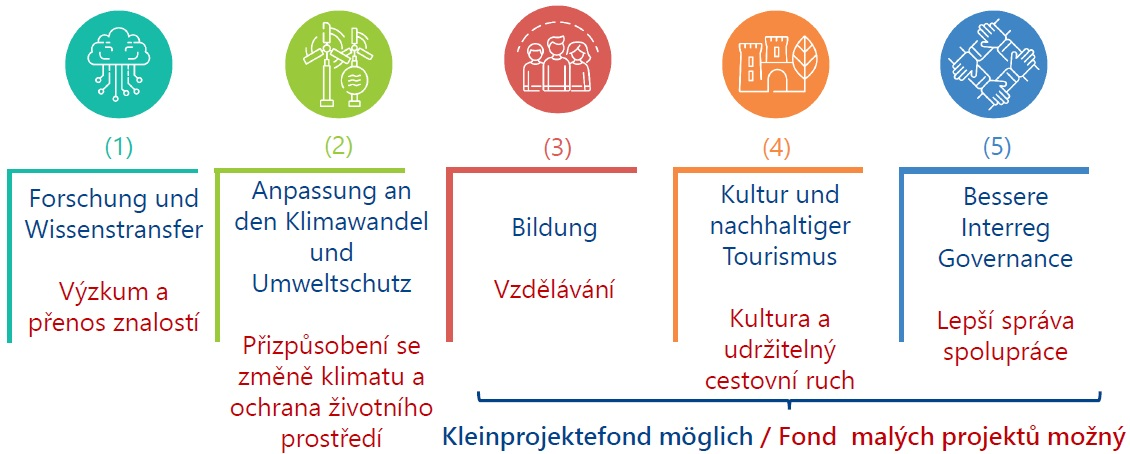 (1)
Forschung und
Wissenstransfer
Výzkum a
přenos znalostí
(2)
Anpassung an
den Klimawandel
und
Umweltschutz
Přizpůsobení se
změně klimatu a
ochrana životního
prostředí
(3)
Bildung
Vzdělávání
(4)
Kultur und
nachhaltiger
Tourismus
Kultura a
udržitelný
cestovní ruch
(5)
Bessere
Interreg
Governance
Lepší správa
spolupráce
Kleinprojektefond möglich / Fond  malých projektů možný